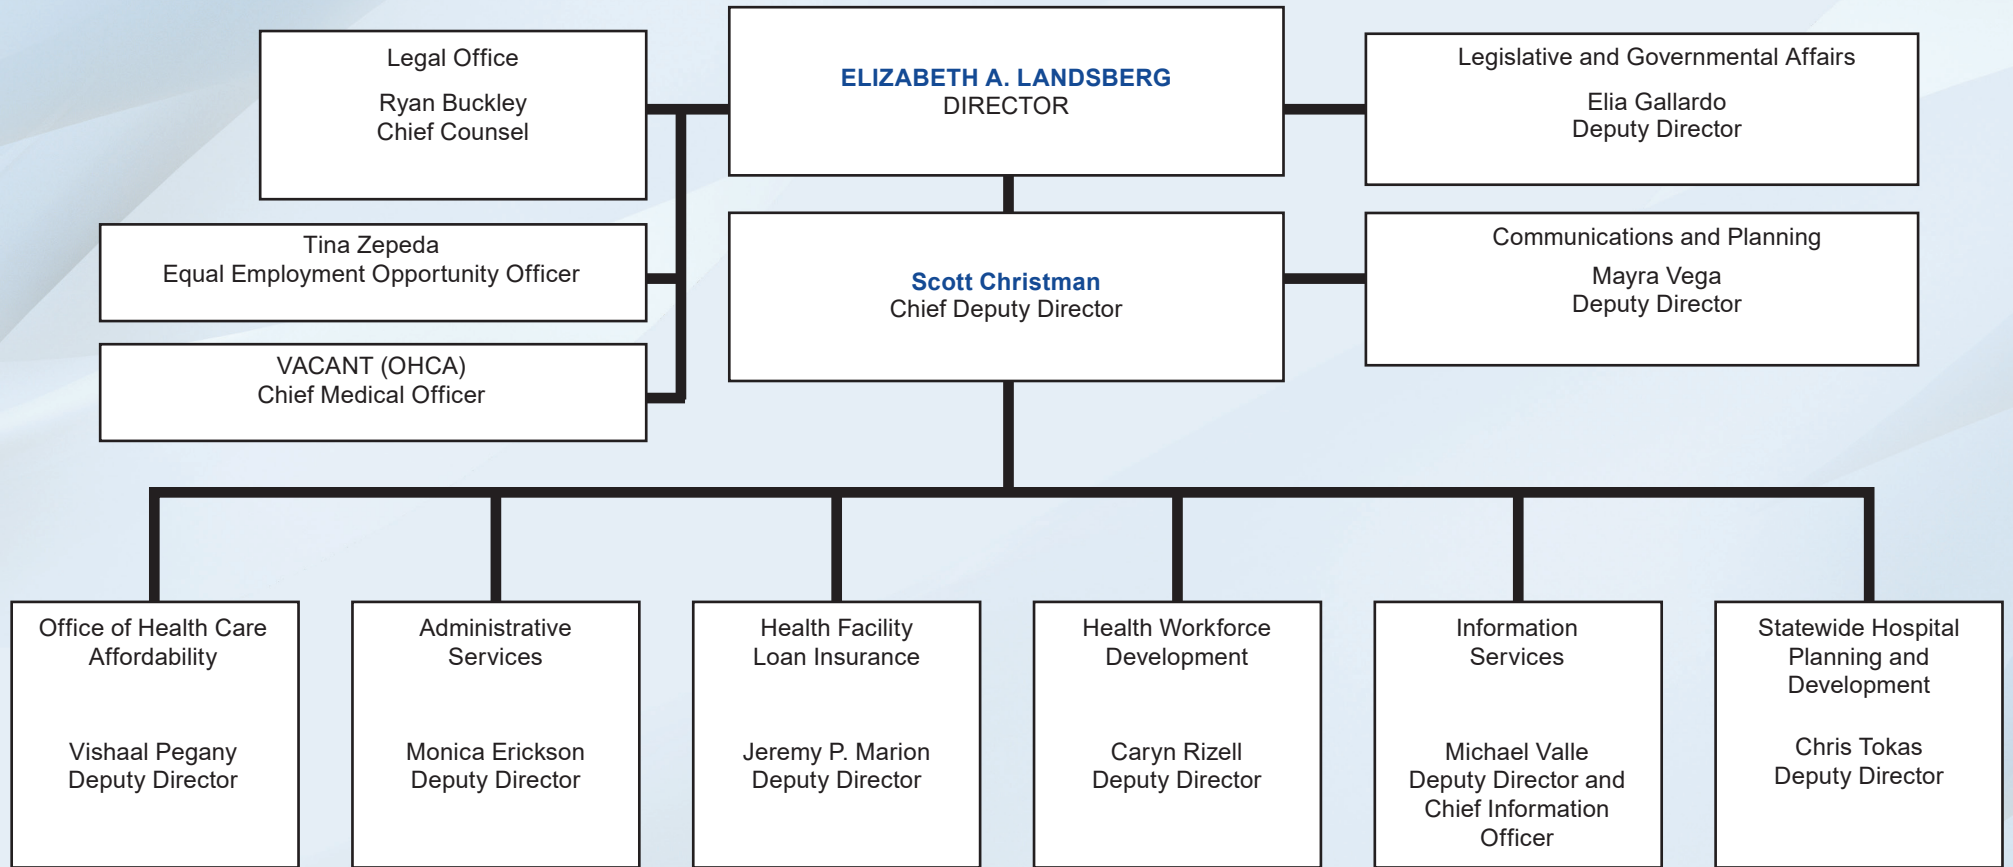 Legal Office
Ryan Buckley
Chief Counsel
ELIZABETH A. LANDSBERG
DIRECTOR
Legislative and Governmental Affairs
Elia Gallardo
Deputy Director
Tina Zepeda
Equal Employment Opportunity Officer
Scott Christman
Chief Deputy Director
Communications and Planning
Mayra Vega
Deputy Director
VACANT (OHCA)
Chief Medical Officer
Office of Health Care
Affordability
Vishaal Pegany
Deputy Director
Administrative
Services
Monica Erickson
Deputy Director
Health Facility
Loan Insurance
Jeremy P. Marion
Deputy Director
Health Workforce
Development
Caryn Rizell
Deputy Director
Information
Services
Michael Valle
Deputy Director and
Chief Information
Officer
Statewide Hospital
Planning and
Development
Chris Tokas
Deputy Director